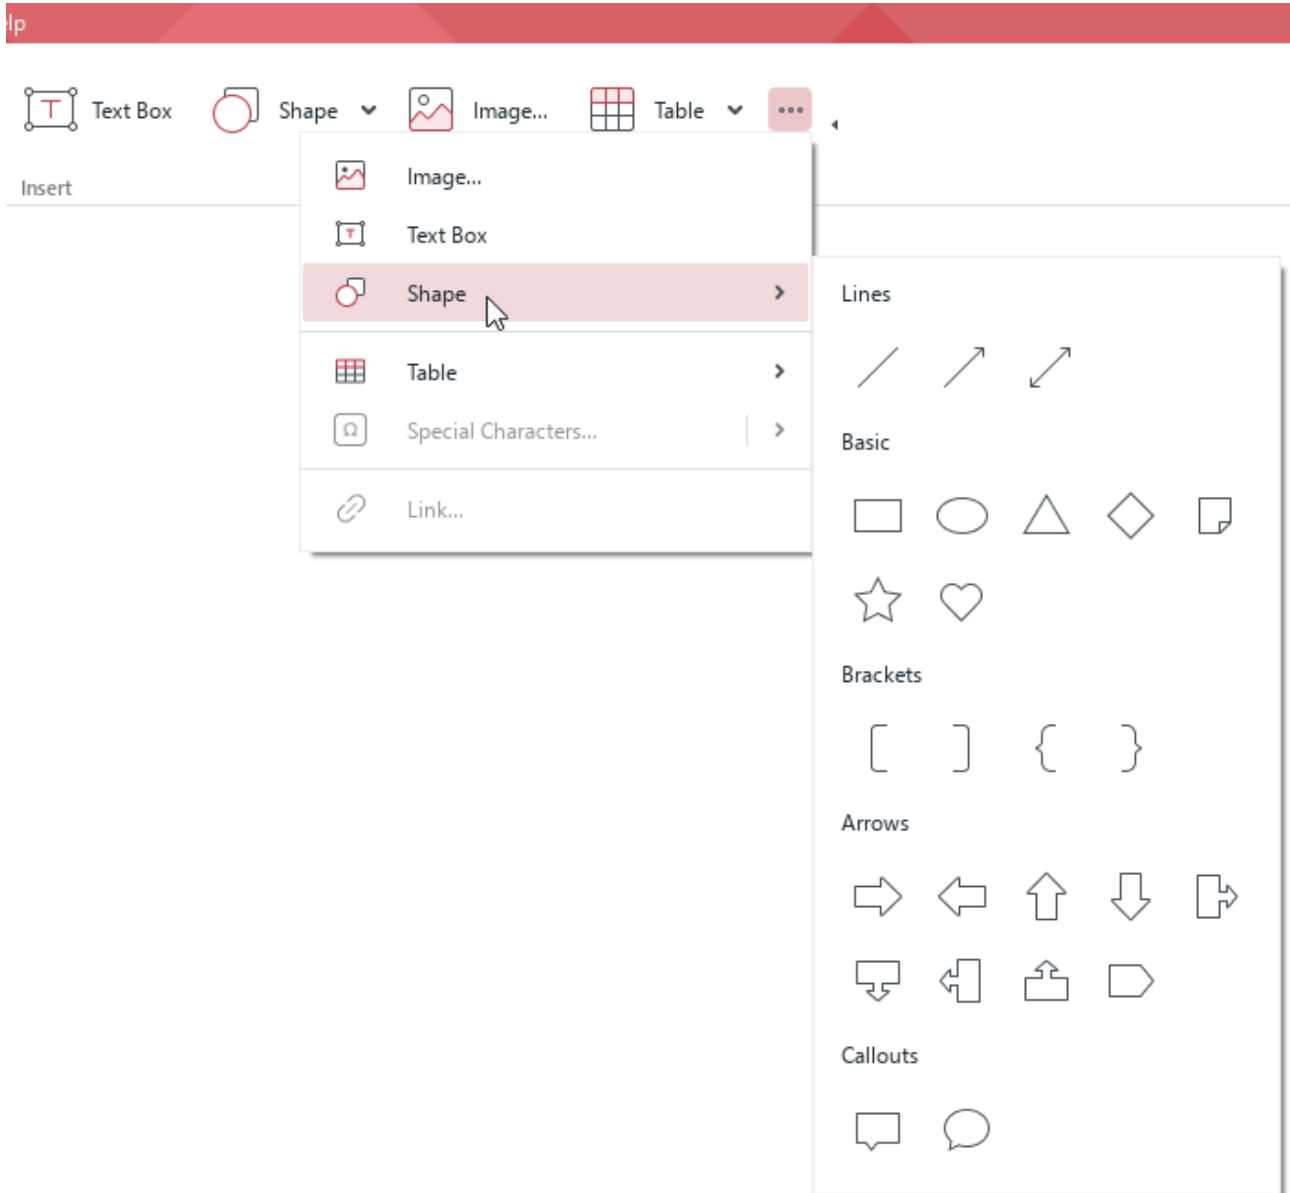 lp
Text Box Shape Image... Table
Insert
Image...
Text Box
Shape
Table
Special Characters...
Link...
Lines
Basic
Brackets
Arrows
Callouts